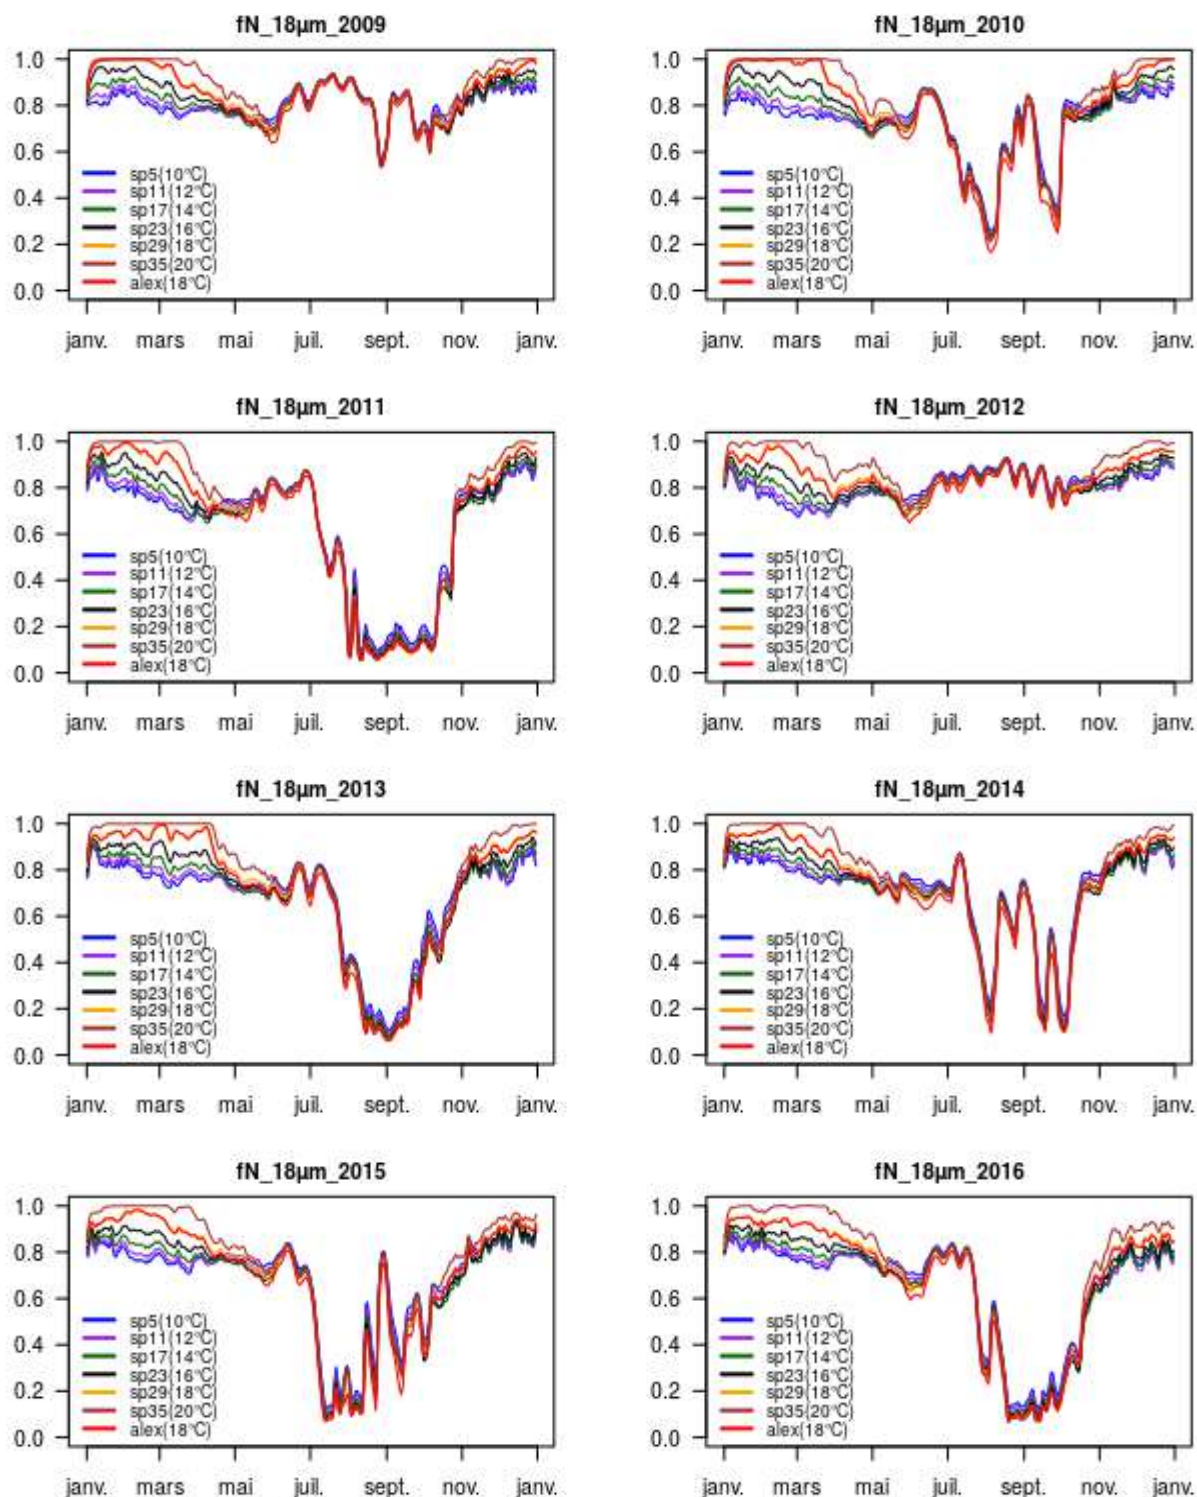 fN_18µm_2009
1.0
0.8
0.6
0.4
0.2
0.0
sp5(10°C)
sp11(12°C)
sp17(14°C)
sp23(16°C)
sp29(18°C)
sp35(20°C)
alex(18°C)
janv. mars mai juil. sept. nov. janv.
fN_18µm_2010
1.0
0.8
0.6
0.4
0.2
0.0
sp5(10°C)
sp11(12°C)
sp17(14°C)
sp23(16°C)
sp29(18°C)
sp35(20°C)
alex(18°C)
janv. mars mai juil. sept. nov. janv.
fN_18µm_2011
1.0
0.8
0.6
0.4
0.2
0.0
sp5(10°C)
sp11(12°C)
sp17(14°C)
sp23(16°C)
sp29(18°C)
sp35(20°C)
alex(18°C)
janv. mars mai juil. sept. nov. janv.
fN_18µm_2012
1.0
0.8
0.6
0.4
0.2
0.0
sp5(10°C)
sp11(12°C)
sp17(14°C)
sp23(16°C)
sp29(18°C)
sp35(20°C)
alex(18°C)
janv. mars mai juil. sept. nov. janv.
fN_18µm_2013
1.0
0.8
0.6
0.4
0.2
0.0
sp5(10°C)
sp11(12°C)
sp17(14°C)
sp23(16°C)
sp29(18°C)
sp35(20°C)
alex(18°C)
janv. mars mai juil. sept. nov. janv.
fN_18µm_2014
1.0
0.8
0.6
0.4
0.2
0.0
sp5(10°C)
sp11(12°C)
sp17(14°C)
sp23(16°C)
sp29(18°C)
sp35(20°C)
alex(18°C)
janv. mars mai juil. sept. nov. janv.
fN_18µm_2015
1.0
0.8
0.6
0.4
0.2
0.0
sp5(10°C)
sp11(12°C)
sp17(14°C)
sp23(16°C)
sp29(18°C)
sp35(20°C)
alex(18°C)
janv. mars mai juil. sept. nov. janv.
fN_18µm_2016
1.0
0.8
0.6
0.4
0.2
0.0
sp5(10°C)
sp11(12°C)
sp17(14°C)
sp23(16°C)
sp29(18°C)
sp35(20°C)
alex(18°C)
janv. mars mai juil. sept. nov. janv.